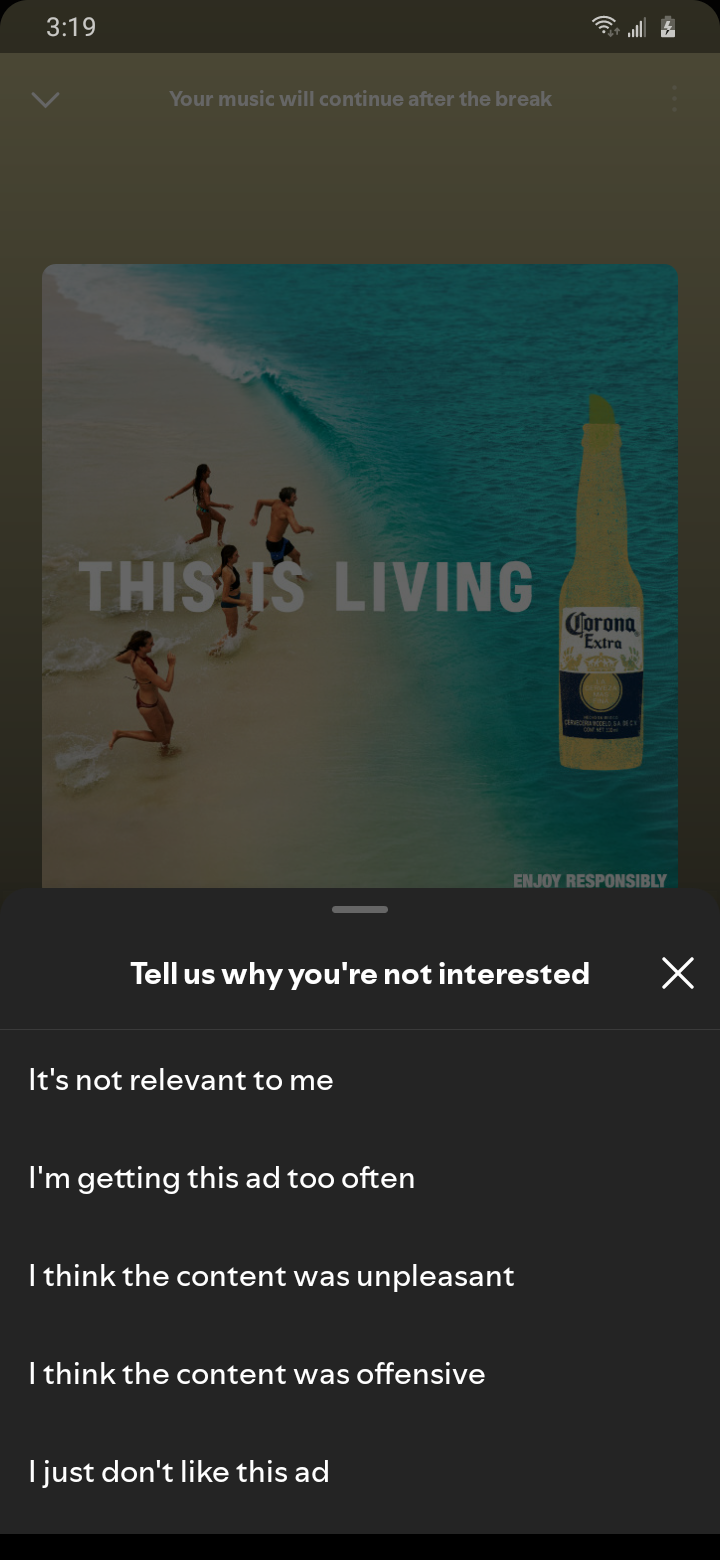 3:19
Your music will continue after the break
THIS IS LIVING
Corona
Extra
ENJOY RESPONSIBLY
Tell us why you're not interested
It's not relevant to me
I'm getting this ad too often
I think the content was unpleasant
I think the content was offensive
I just don't like this ad